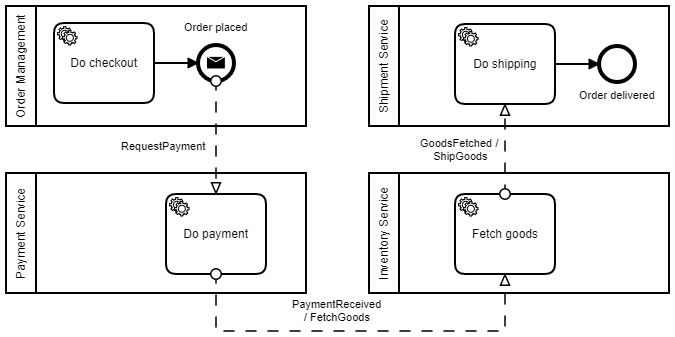 Order Management
Do checkout
Order placed
RequestPayment
Payment Service
Do payment
PaymentReceived
/ FetchGoods
Inventory Service
Fetch goods
GoodsFetched /
ShipGoods
Shipment Service
Do shipping
Order delivered